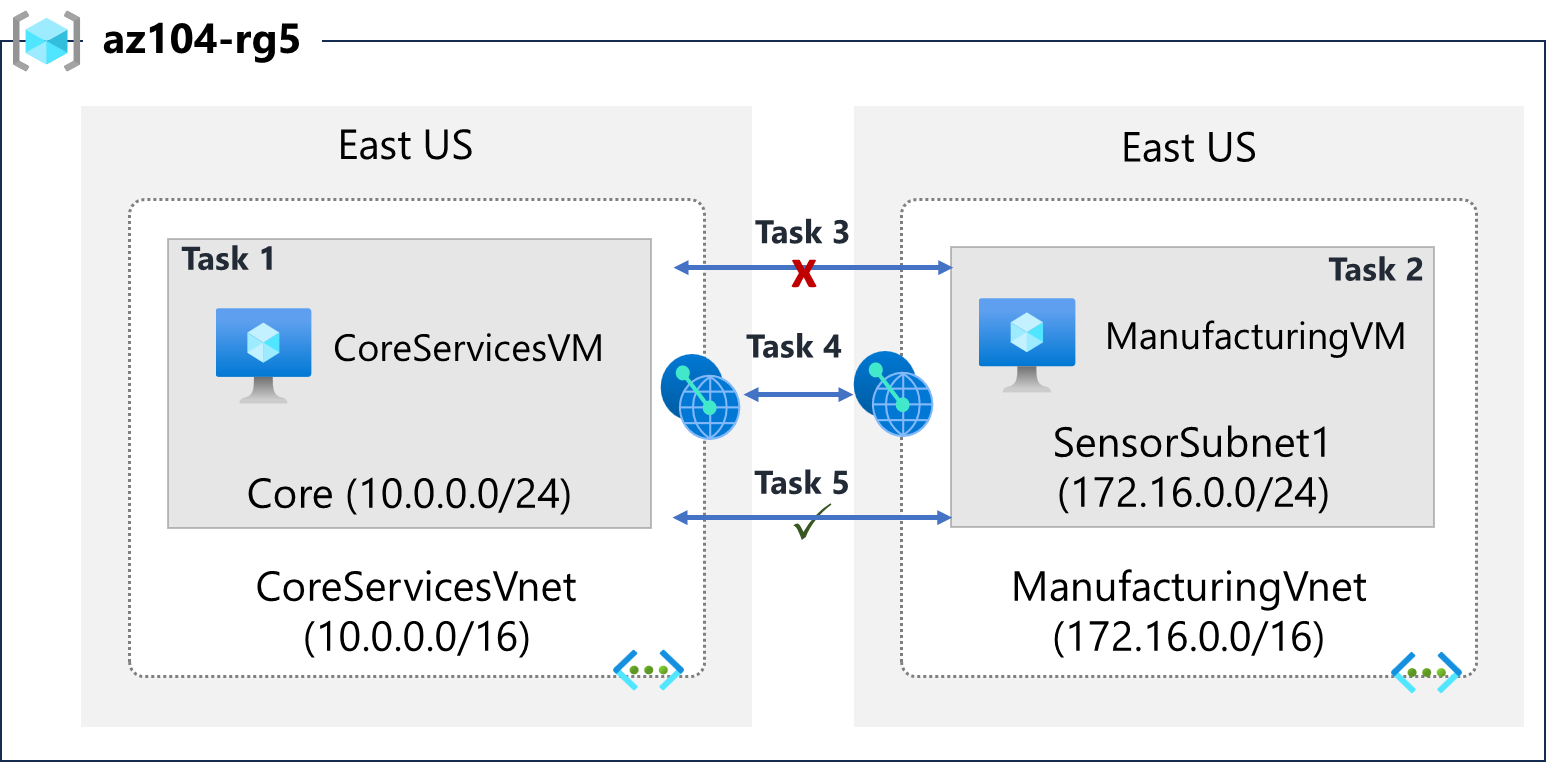 az104-rg5
East US
Task 1
CoreServicesVM
Core (10.0.0.0/24)
CoreServicesVnet
(10.0.0.0/16)
Task 3
X
Task 4
Task 5
East US
Task 2
ManufacturingVM
SensorSubnet1
(172.16.0.0/24)
ManufacturingVnet
(172.16.0.0/16)